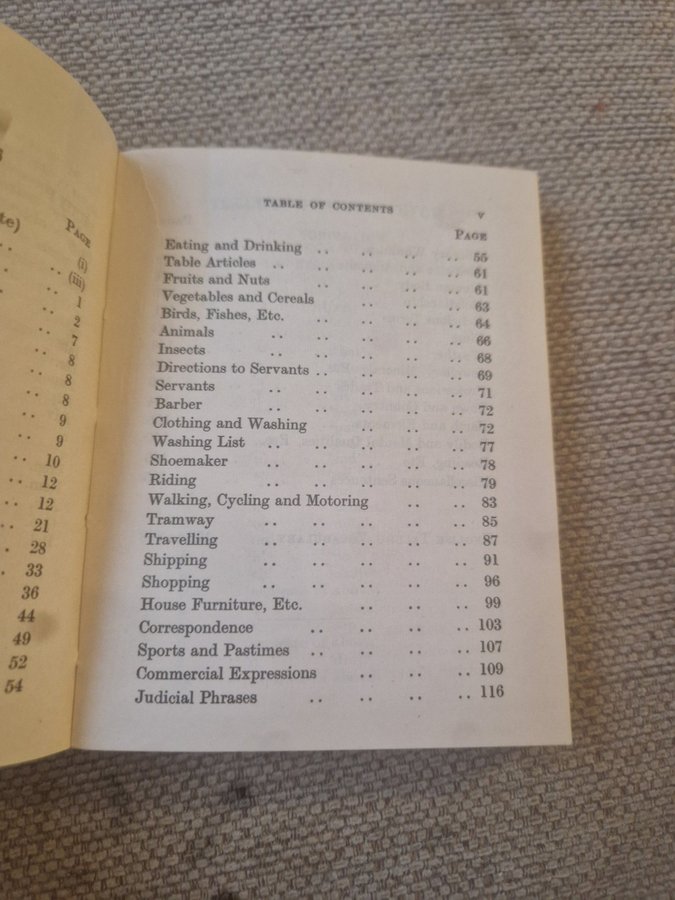 te)
PAGE
(i)
(iii)
1
2
7
8
8
8
9
9
10
12
12
21
28
33
36
44
49
52
54
TABLE OF CONTENTS v
PAGE
Eating and Drinking .. .. .. .. 55
Table Articles .. .. .. .. 61
Fruits and Nuts .. .. .. .. 61
Vegetables and Cereals .. .. .. 63
Birds, Fishes, Etc. .. .. .. .. 64
Animals .. .. .. .. 66
Insects .. .. .. .. .. 68
Directions to Servants .. .. .. .. 69
Servants .. .. .. .. 71
Barber .. .. .. .. 72
Clothing and Washing .. .. 72
Washing List .. .. .. .. 77
Shoemaker .. .. .. .. 78
Riding .. .. .. .. 79
Walking, Cycling and Motoring .. .. 83
Tramway .. .. .. .. 85
Travelling .. .. .. .. 87
Shipping .. .. .. .. .. 91
Shopping .. .. .. .. .. 96
House Furniture, Etc. .. .. .. 99
Correspondence .. .. .. .. 103
Sports and Pastimes .. .. .. .. 107
Commercial Expressions .. .. .. 109
Judicial Phrases .. .. .. .. 116